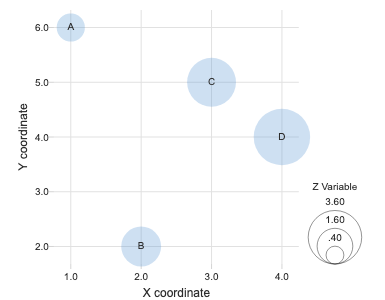 6.0
A
5.0
C
Y coordinate
4.0
D
3.0
Z Variable
3.60
1.60
.40
2.0
B
1.0 2.0 3.0 4.0
X coordinate